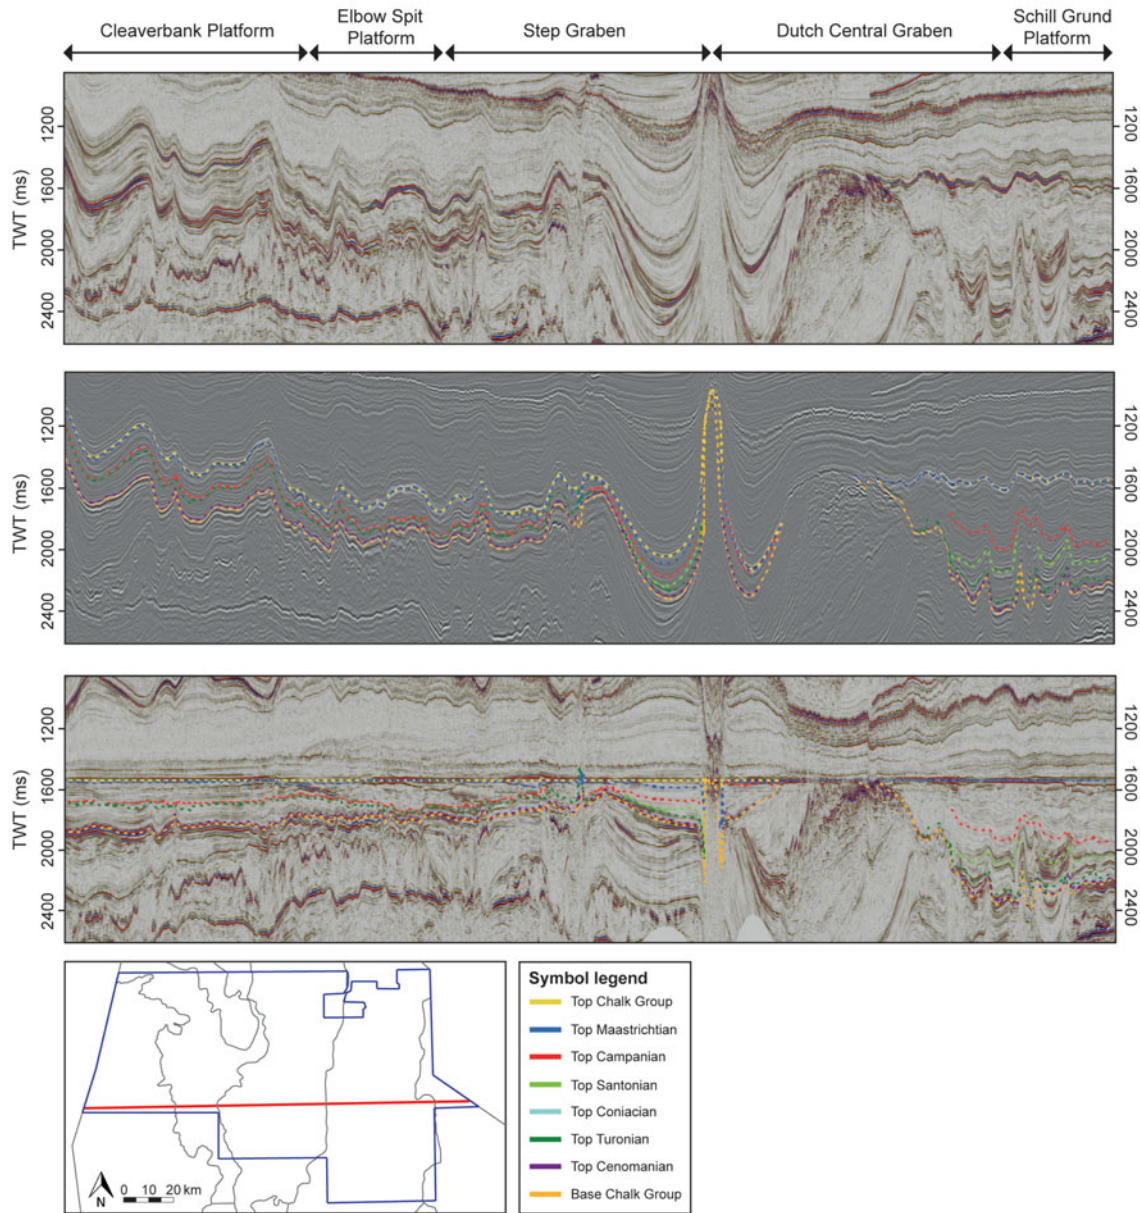 Cleaverbank Platform
Elbow Spit
Platform
Step Graben
Dutch Central Graben
Schill Grund
Platform
TWT (ms)
1200
1600
2000
2400
1200
1600
2000
2400
TWT (ms)
1200
1600
2000
2400
1200
1600
2000
2400
TWT (ms)
1200
1600
2000
2400
1200
1600
2000
2400
N
0 10 20 km
Symbol legend
Top Chalk Group
Top Maastrichtian
Top Campanian
Top Santonian
Top Coniacian
Top Turonian
Top Cenomanian
Base Chalk Group